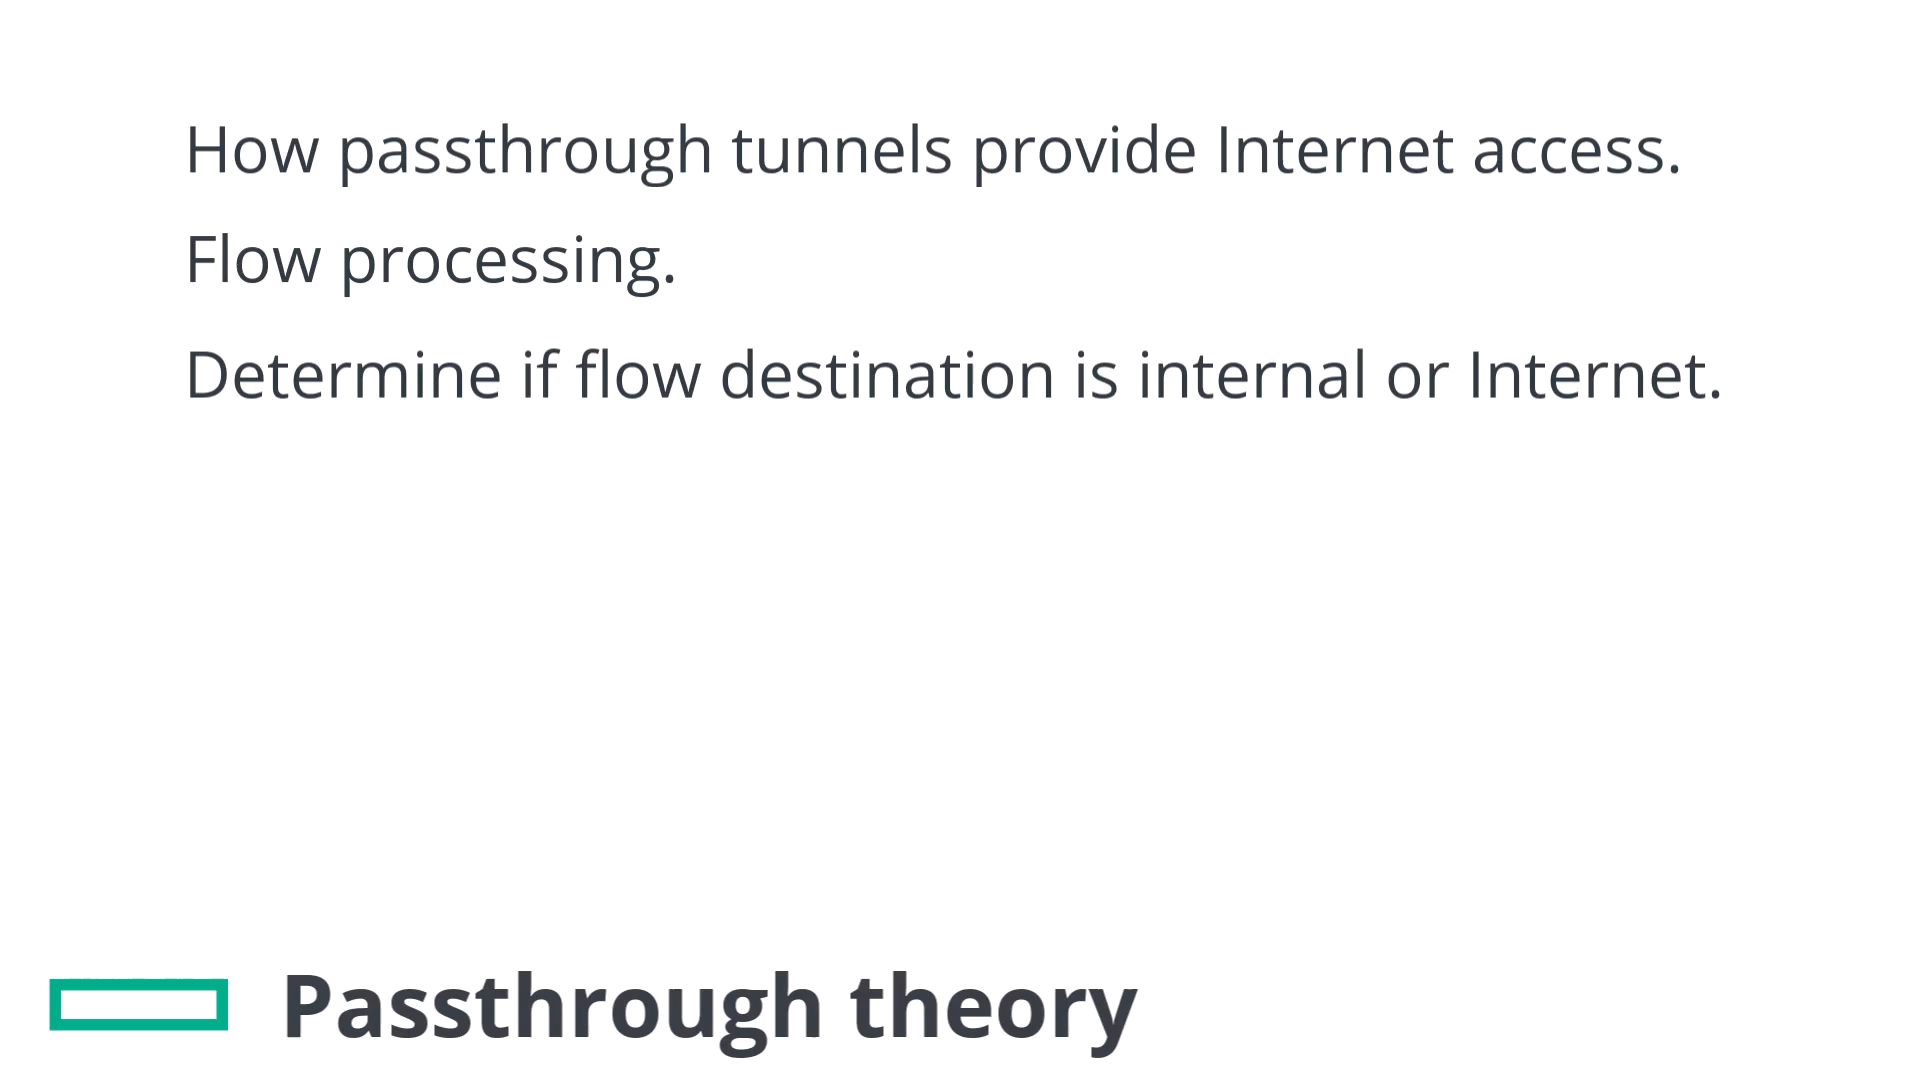 How passthrough tunnels provide Internet access.
Flow processing.
Determine if flow destination is internal or Internet.
Passthrough theory